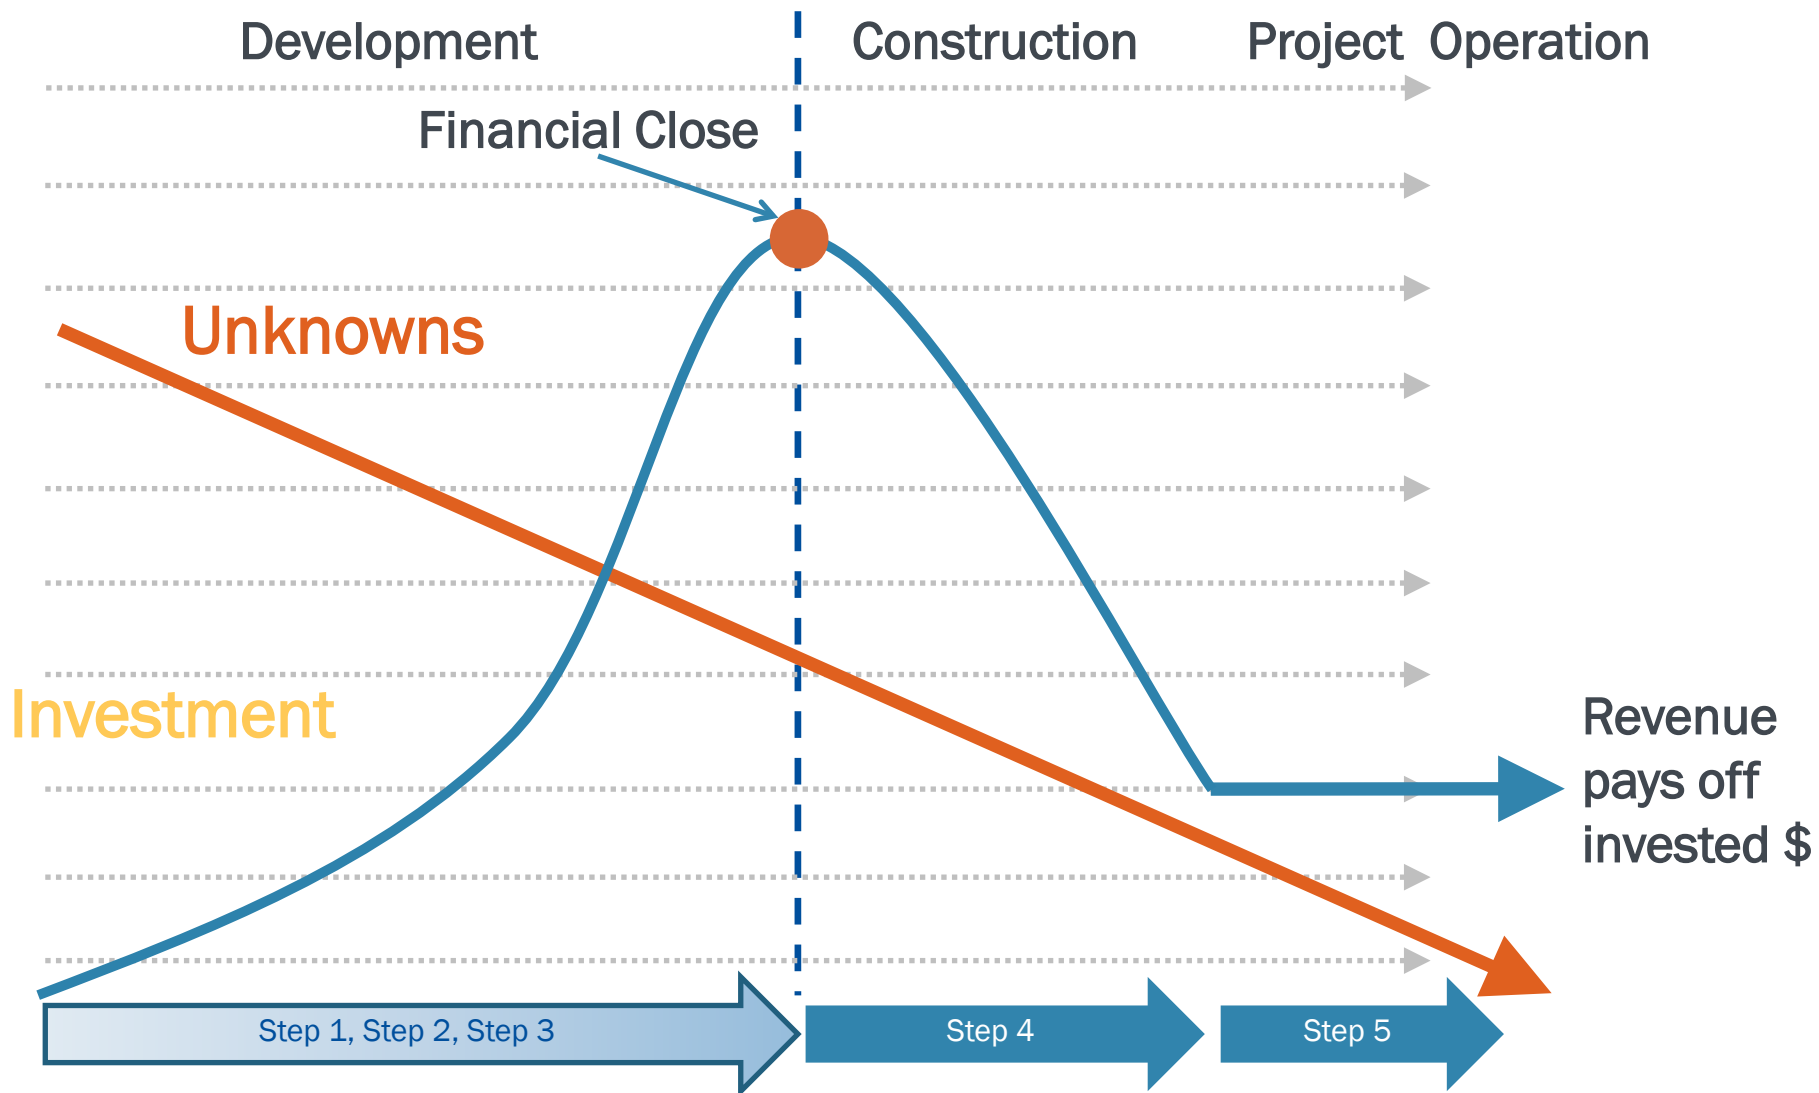 Development
Construction
Project Operation
Financial Close
Unknowns
Investment
Revenue
pays off
invested $
Step 1, Step 2, Step 3
Step 4
Step 5